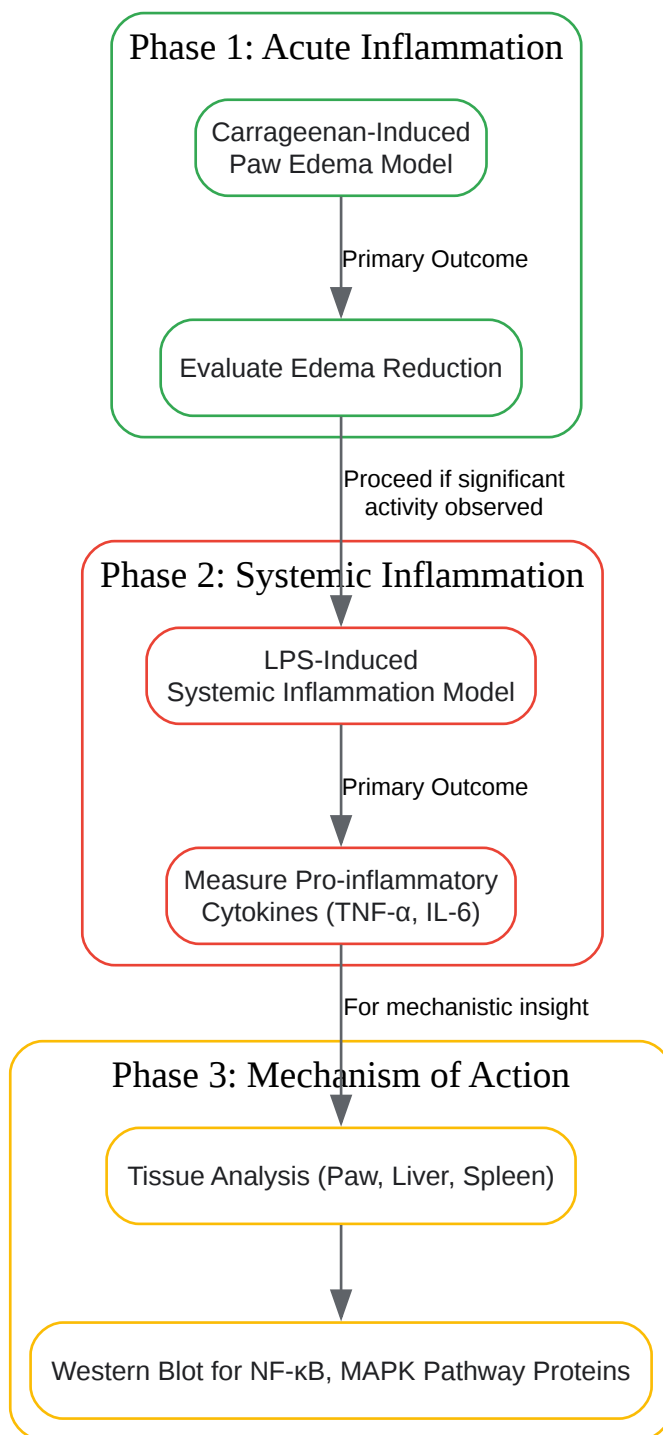 Phase 1: Acute Inflammation
Carrageenan-Induced
Paw Edema Model
Primary Outcome
Evaluate Edema Reduction
Proceed if significant
activity observed
Phase 2: Systemic Inflammation
LPS-Induced
Systemic Inflammation Model
Primary Outcome
Measure Pro-inflammatory
Cytokines (TNF-α, IL-6)
For mechanistic insight
Phase 3: Mechanism of Action
Tissue Analysis (Paw, Liver, Spleen)
Western Blot for NF-κB, MAPK Pathway Proteins